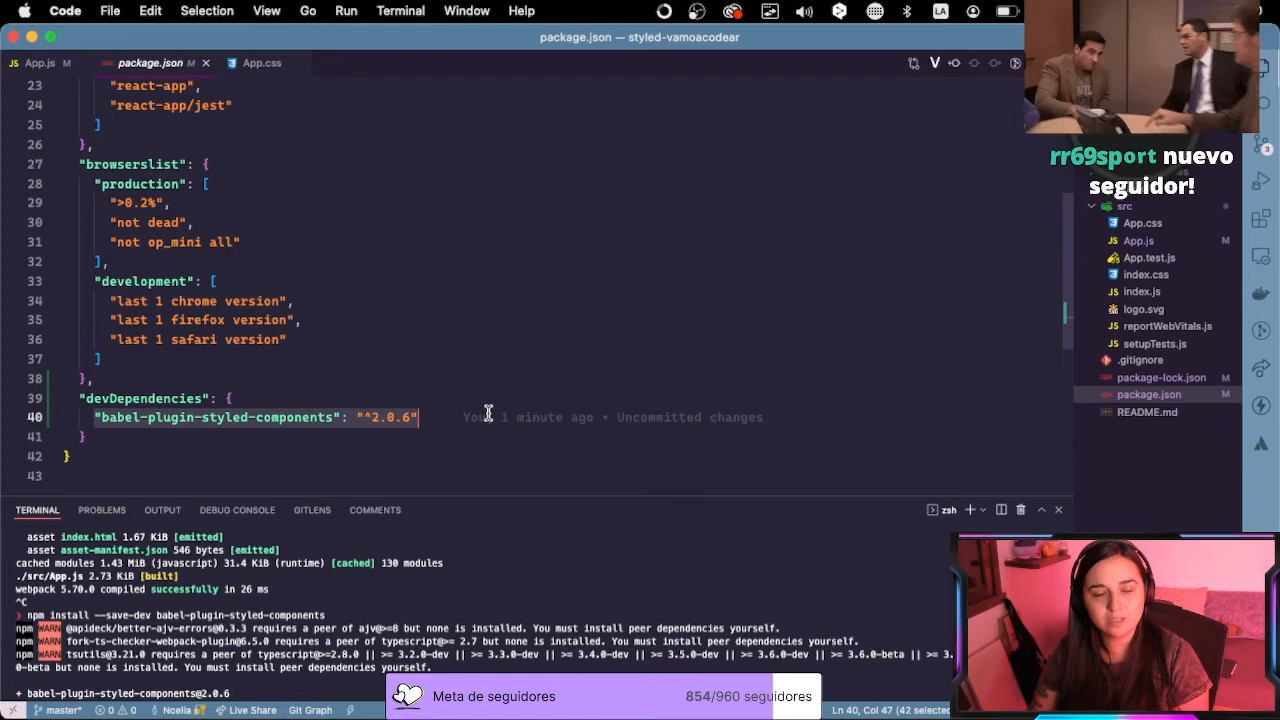 Code File Edit Selection View Go Run Terminal Window Help
LA
package.json — styled-vamoacodear
JS App.js M
package.json M
App.css
23 "react-app",
24 "react-app/jest"
25 ]
26 },
27 "browserslist": {
28 "production": [
29 ">0.2%",
30 "not dead",
31 "not op_mini all"
32 ],
33 "development": [
34 "last 1 chrome version",
35 "last 1 firefox version",
36 "last 1 safari version"
37 ]
38 },
39 "devDependencies": {
40 "babel-plugin-styled-components": "^2.0.6" You, 1 minute ago • Uncommitted changes
41 }
42 }
43
rr69sport nuevo
seguidor!
src
App.css
JS App.js M
App.test.js
index.css
JS index.js
logo.svg
JS reportWebVitals.js
JS setupTests.js
.gitignore
package-lock.json M
package.json M
README.md
3
TERMINAL PROBLEMS OUTPUT DEBUG CONSOLE GITLENS COMMENTS
zsh
asset index.html 1.67 KiB [emitted]
asset asset-manifest.json 546 bytes [emitted]
cached modules 1.43 MiB (javascript) 31.4 KiB (runtime) [cached] 130 modules
./src/App.js 2.73 KiB [built]
webpack 5.70.0 compiled successfully in 26 ms
^C
❯ npm install --save-dev babel-plugin-styled-components
npm WARN @apideck/better-ajv-errors@0.3.3 requires a peer of ajv@>=8 but none is installed. You must install peer dependencies yourself.
npm WARN fork-ts-checker-webpack-plugin@6.5.0 requires a peer of typescript@>= 2.7 but none is installed. You must install peer dependencies yourself.
npm WARN tsutils@3.21.0 requires a peer of typescript@>=2.8.0 || >= 3.2.0-dev || >= 3.3.0-dev || >= 3.4.0-dev || >= 3.5.0-dev || >= 3.6.0-dev || >= 3.6.0-beta || >= 3.
0-beta but none is installed. You must install peer dependencies yourself.
+ babel-plugin-styled-components@2.0.6
Meta de seguidores 854/960 seguidores
master* 0 0 Noelia Live Share Git Graph
Ln 40, Col 47 (42 selected